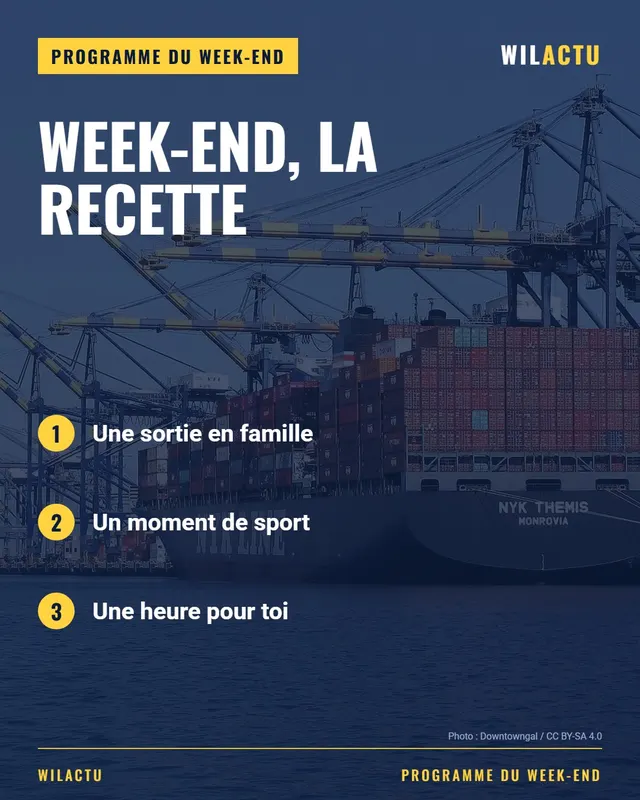 PROGRAMME DU WEEK-END
WILACTU
WEEK-END, LA
RECETTE
1 Une sortie en famille
NYK THEMIS
MONROVIA
NYK LINE
2 Un moment de sport
3 Une heure pour toi
Photo : Downtowngal / CC BY-SA 4.0
WILACTU
PROGRAMME DU WEEK-END